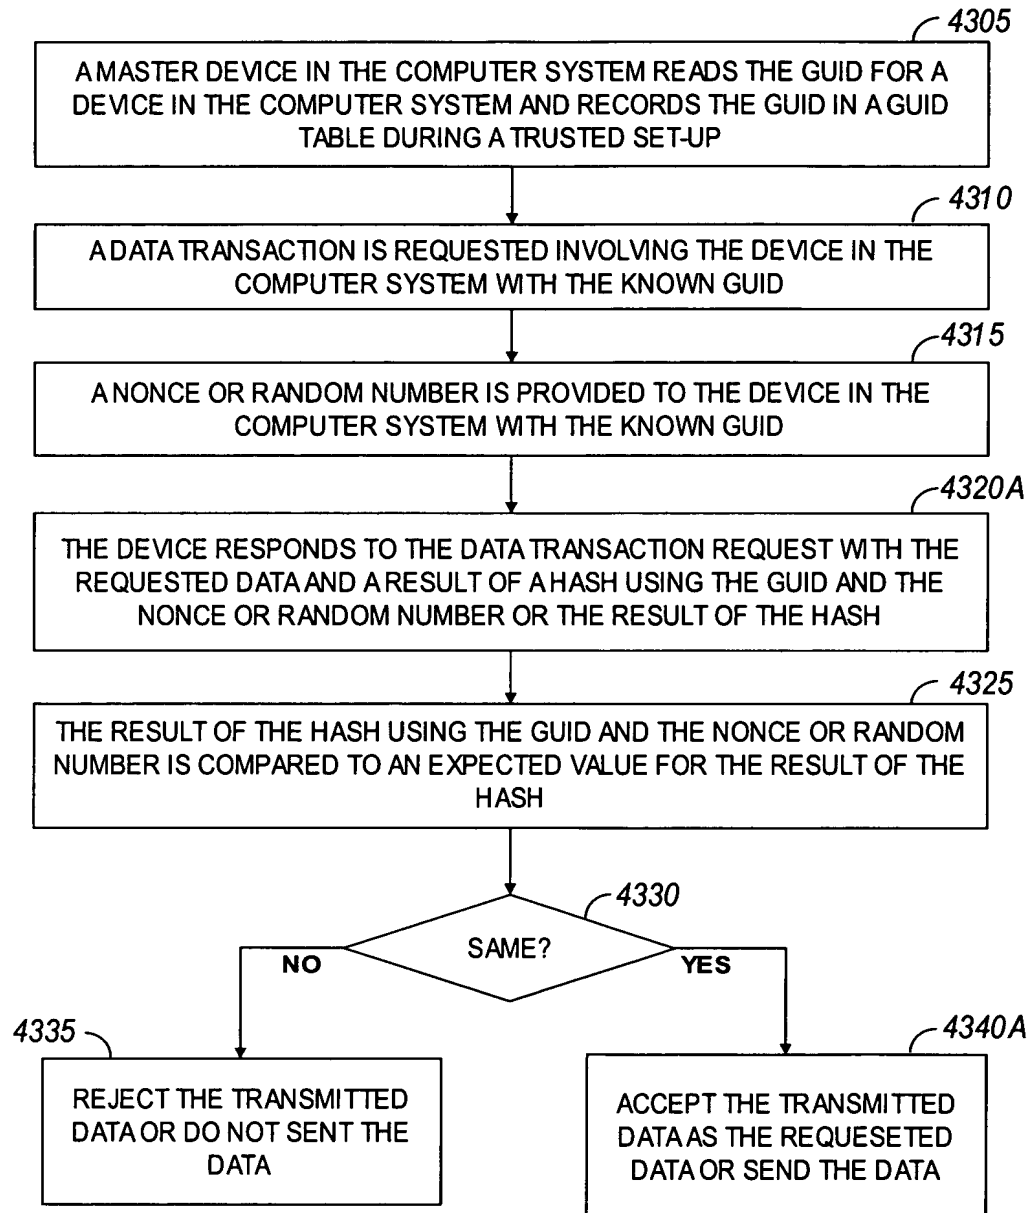 4305
A MASTER DEVICE IN THE COMPUTER SYSTEM READS THE GUID FOR A
DEVICE IN THE COMPUTER SYSTEM AND RECORDS THE GUID IN A GUID
TABLE DURING A TRUSTED SET-UP
4310
A DATA TRANSACTION IS REQUESTED INVOLVING THE DEVICE IN THE
COMPUTER SYSTEM WITH THE KNOWN GUID
4315
A NONCE OR RANDOM NUMBER IS PROVIDED TO THE DEVICE IN THE
COMPUTER SYSTEM WITH THE KNOWN GUID
4320A
THE DEVICE RESPONDS TO THE DATA TRANSACTION REQUEST WITH THE
REQUESTED DATA AND A RESULT OF A HASH USING THE GUID AND THE
NONCE OR RANDOM NUMBER OR THE RESULT OF THE HASH
4325
THE RESULT OF THE HASH USING THE GUID AND THE NONCE OR RANDOM
NUMBER IS COMPARED TO AN EXPECTED VALUE FOR THE RESULT OF THE
HASH
4330
SAME?
NO
YES
4335
REJECT THE TRANSMITTED
DATA OR DO NOT SENT THE
DATA
4340A
ACCEPT THE TRANSMITTED
DATA AS THE REQUESETED
DATA OR SEND THE DATA